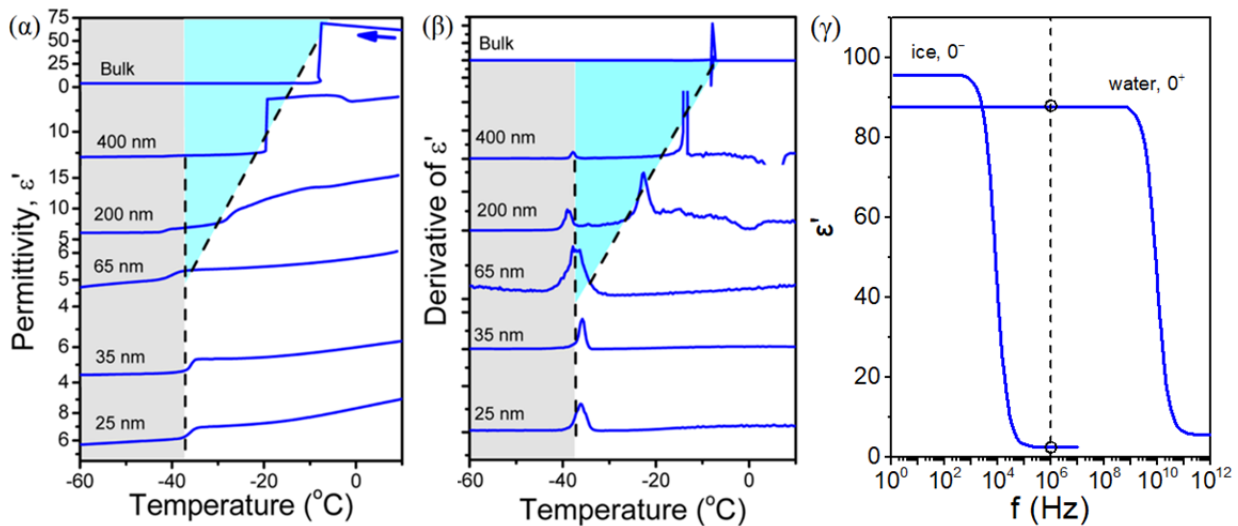 (α)
Permittivity, ε'
75
50
25
0
10
15
10
5
6
5
4
6
4
8
6
Bulk
400 nm
200 nm
65 nm
35 nm
25 nm
-60
-40
-20
0
Temperature (°C)
(β)
Derivative of ε'
Bulk
400 nm
200 nm
65 nm
35 nm
25 nm
-60
-40
-20
0
Temperature (°C)
(γ)
ε'
100
80
60
40
20
0
ice, 0⁻
water, 0⁺
10⁰ 10² 10⁴ 10⁶ 10⁸ 10¹⁰ 10¹²
f (Hz)